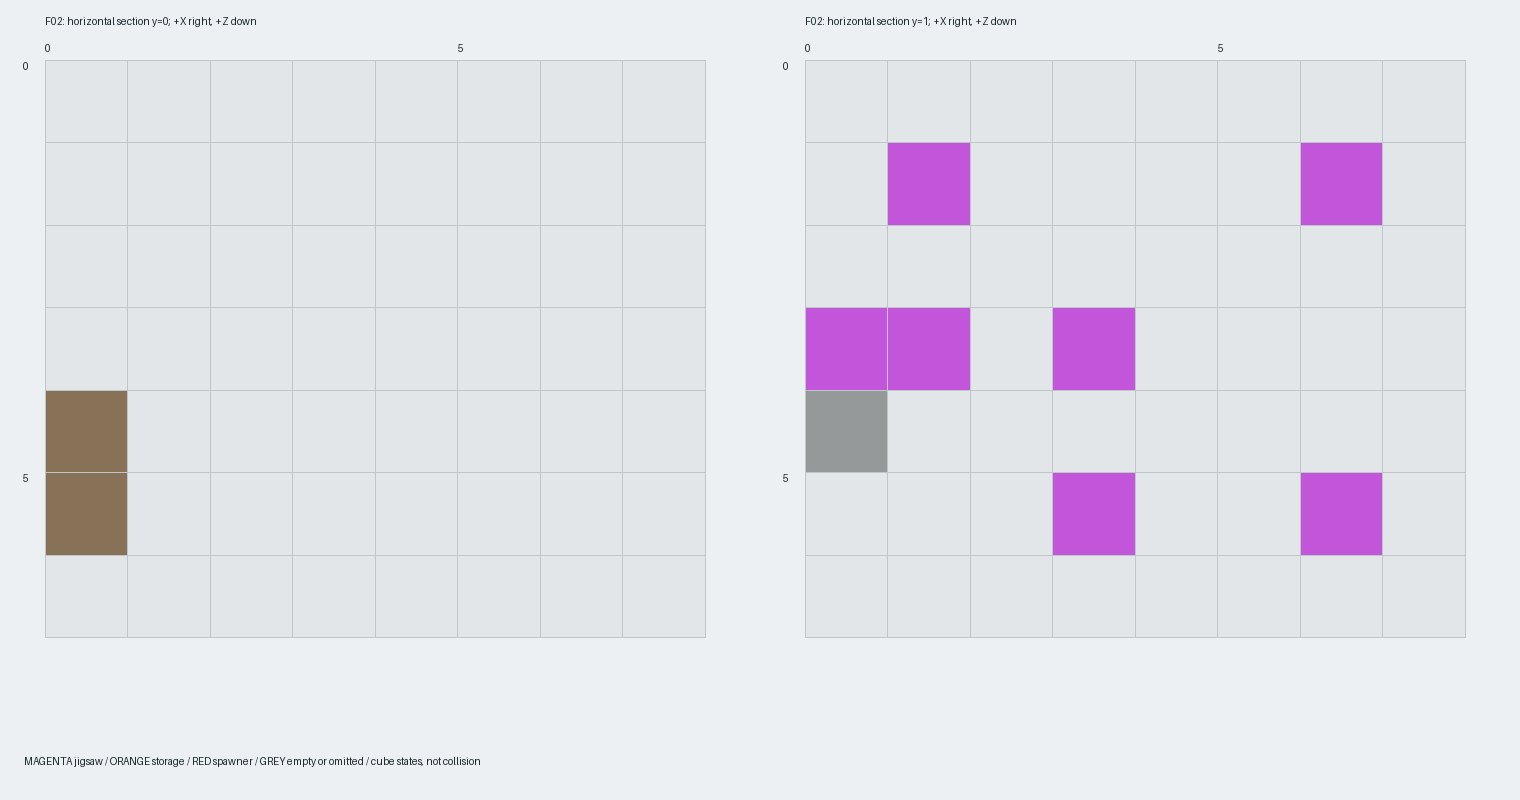 F02: horizontal section y=0; +X right, +Z down
F02: horizontal section y=1; +X right, +Z down
0 5
0 5
0
0
5
5
MAGENTA jigsaw / ORANGE storage / RED spawner / GREY empty or omitted / cube states, not collision